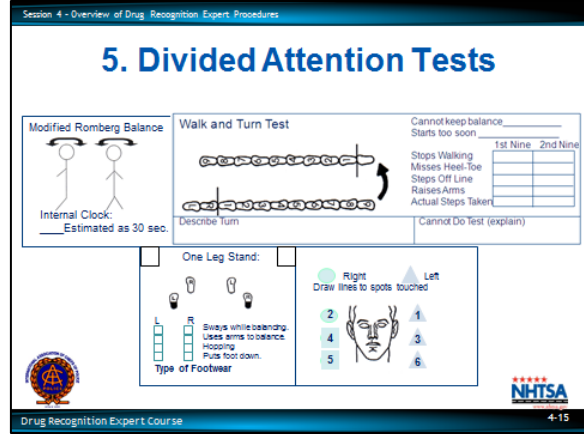 Session 4 - Overview of Drug Recognition Expert Procedures
5. Divided Attention Tests
Modified Romberg Balance
Internal Clock:
____Estimated as 30 sec.
Walk and Turn Test
Cannot keep balance
Starts too soon
1st Nine 2nd Nine
Stops Walking
Misses Heel-Toe
Steps Off Line
Raises Arms
Actual Steps Taken
Describe Turn
Cannot Do Test (explain)
One Leg Stand:
L R
L R
Sways while balancing.
Uses arms to balance.
Hopping
Puts foot down.
Type of Footwear
Right Left
Draw lines to spots touched
2 1
4 3
5 6
NHTSA
Drug Recognition Expert Course
4-15